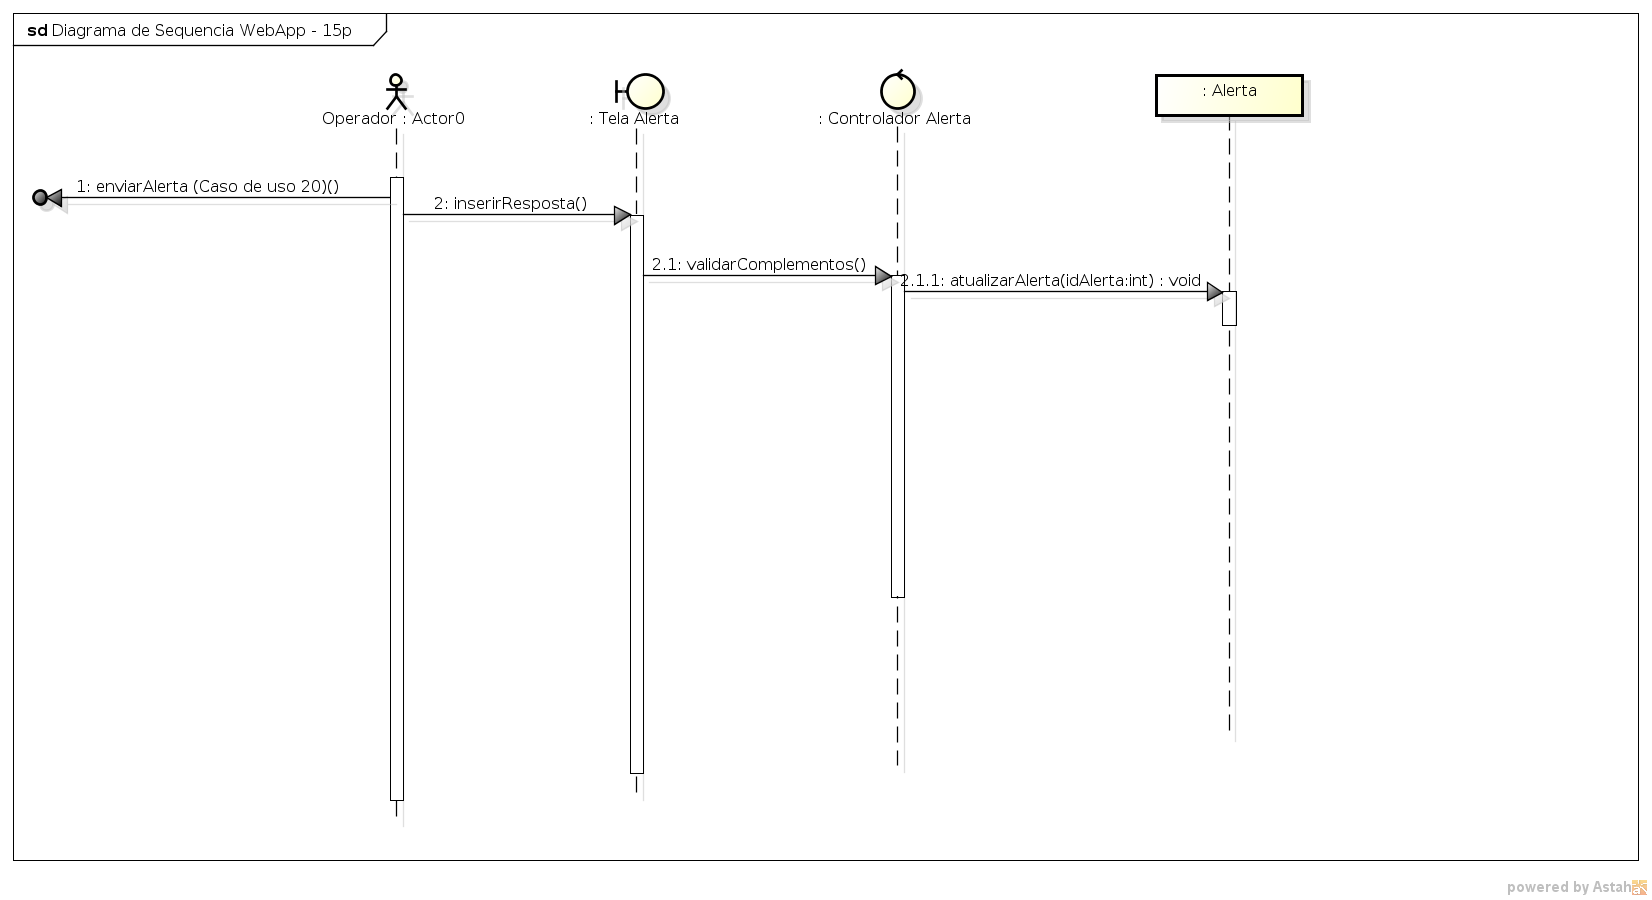 sd Diagrama de Sequencia WebApp - 15p
Operador : Actor0
: Tela Alerta
: Controlador Alerta
: Alerta
1: enviarAlerta (Caso de uso 20)()
2: inserirResposta()
2.1: validarComplementos()
2.1.1: atualizarAlerta(idAlerta:int) : void
powered by Astah